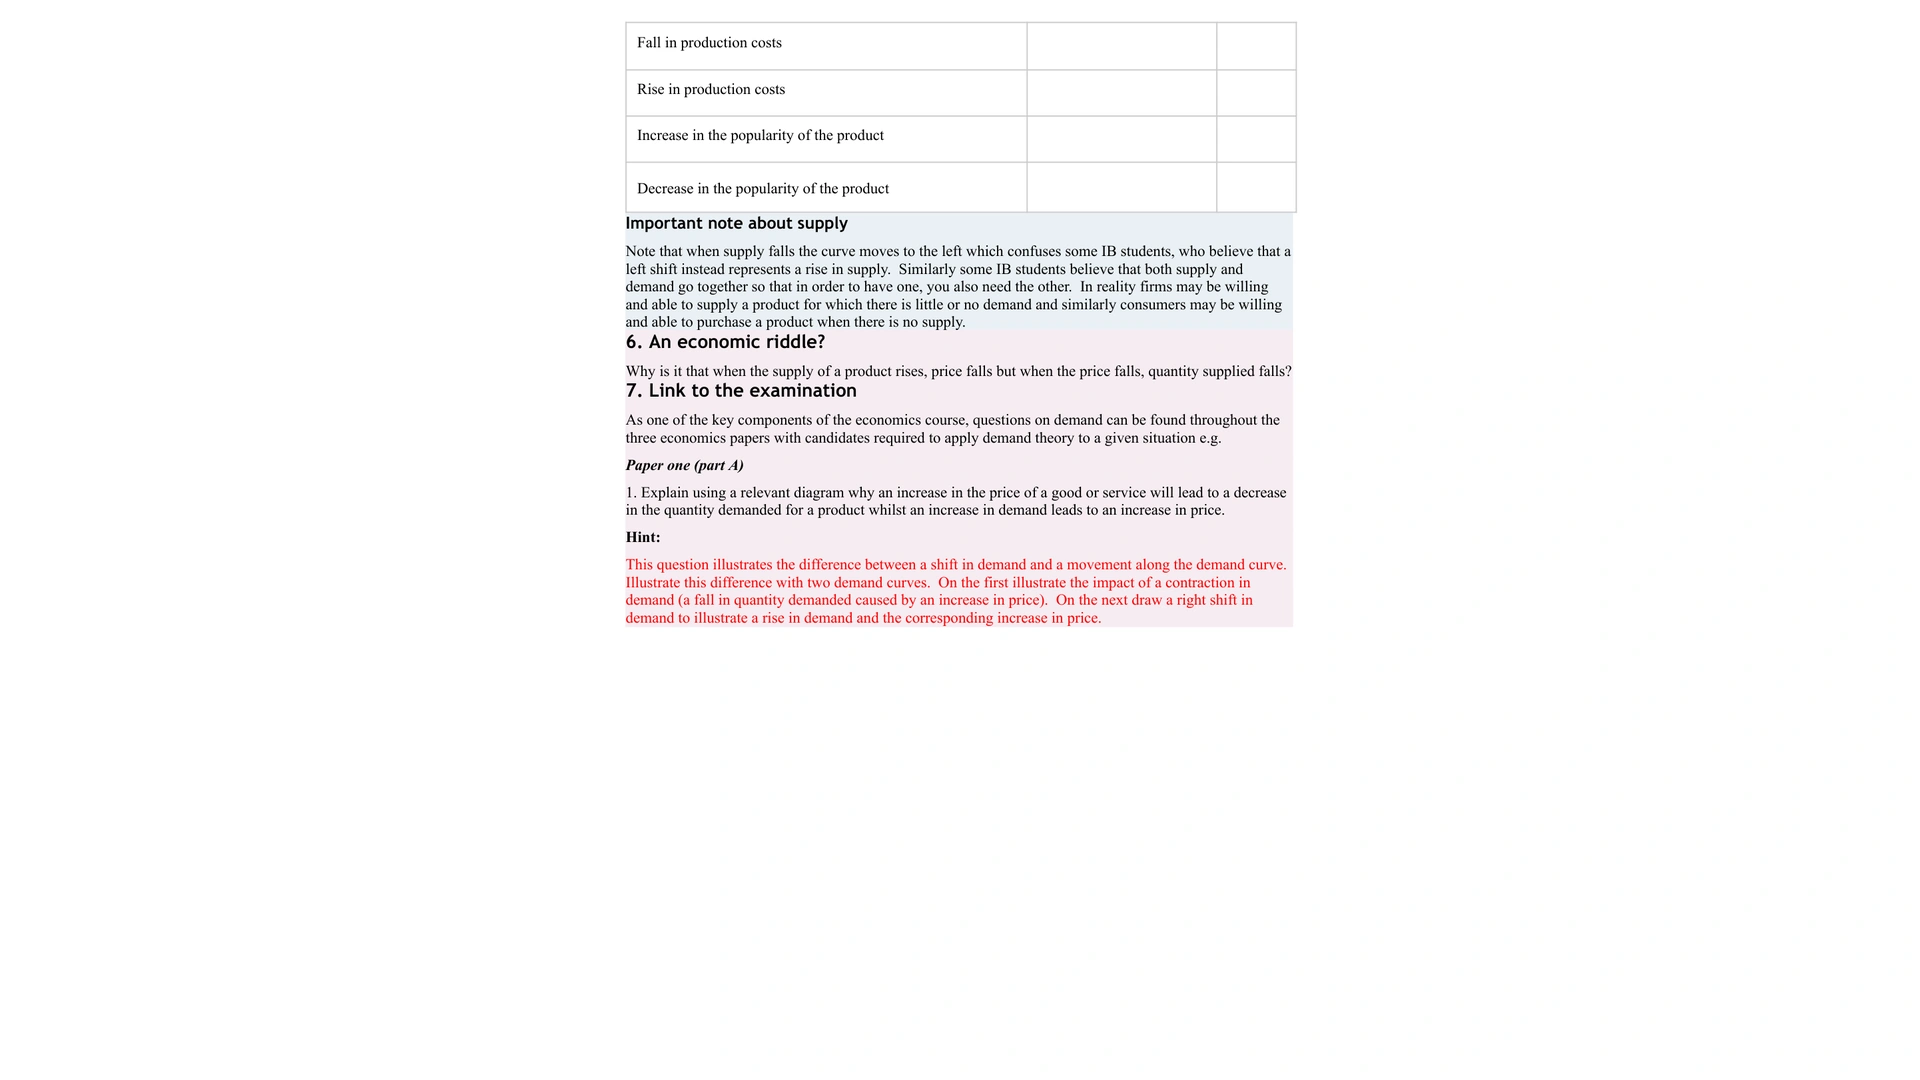 Fall in production costs
Rise in production costs
Increase in the popularity of the product
Decrease in the popularity of the product
Important note about supply
Note that when supply falls the curve moves to the left which confuses some IB students, who believe that a
left shift instead represents a rise in supply.  Similarly some IB students believe that both supply and
demand go together so that in order to have one, you also need the other.  In reality firms may be willing
and able to supply a product for which there is little or no demand and similarly consumers may be willing
and able to purchase a product when there is no supply.
6. An economic riddle?
Why is it that when the supply of a product rises, price falls but when the price falls, quantity supplied falls?
7. Link to the examination
As one of the key components of the economics course, questions on demand can be found throughout the
three economics papers with candidates required to apply demand theory to a given situation e.g.
Paper one (part A)
1. Explain using a relevant diagram why an increase in the price of a good or service will lead to a decrease
in the quantity demanded for a product whilst an increase in demand leads to an increase in price.
Hint:
This question illustrates the difference between a shift in demand and a movement along the demand curve.
Illustrate this difference with two demand curves.  On the first illustrate the impact of a contraction in
demand (a fall in quantity demanded caused by an increase in price).  On the next draw a right shift in
demand to illustrate a rise in demand and the corresponding increase in price.